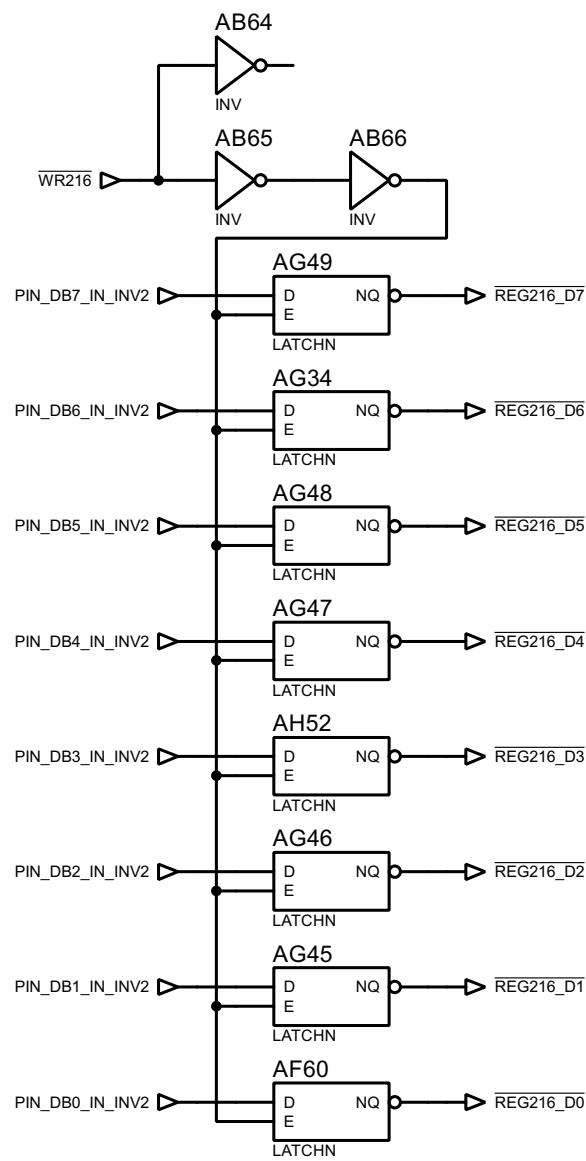 AB64
INV
AB65 AB66
WR216
INV INV
AG49
PIN_DB7_IN_INV2 D NQ REG216_D7
E
LATCHN
AG34
PIN_DB6_IN_INV2 D NQ REG216_D6
E
LATCHN
AG48
PIN_DB5_IN_INV2 D NQ REG216_D5
E
LATCHN
AG47
PIN_DB4_IN_INV2 D NQ REG216_D4
E
LATCHN
AH52
PIN_DB3_IN_INV2 D NQ REG216_D3
E
LATCHN
AG46
PIN_DB2_IN_INV2 D NQ REG216_D2
E
LATCHN
AG45
PIN_DB1_IN_INV2 D NQ REG216_D1
E
LATCHN
AF60
PIN_DB0_IN_INV2 D NQ REG216_D0
E
LATCHN